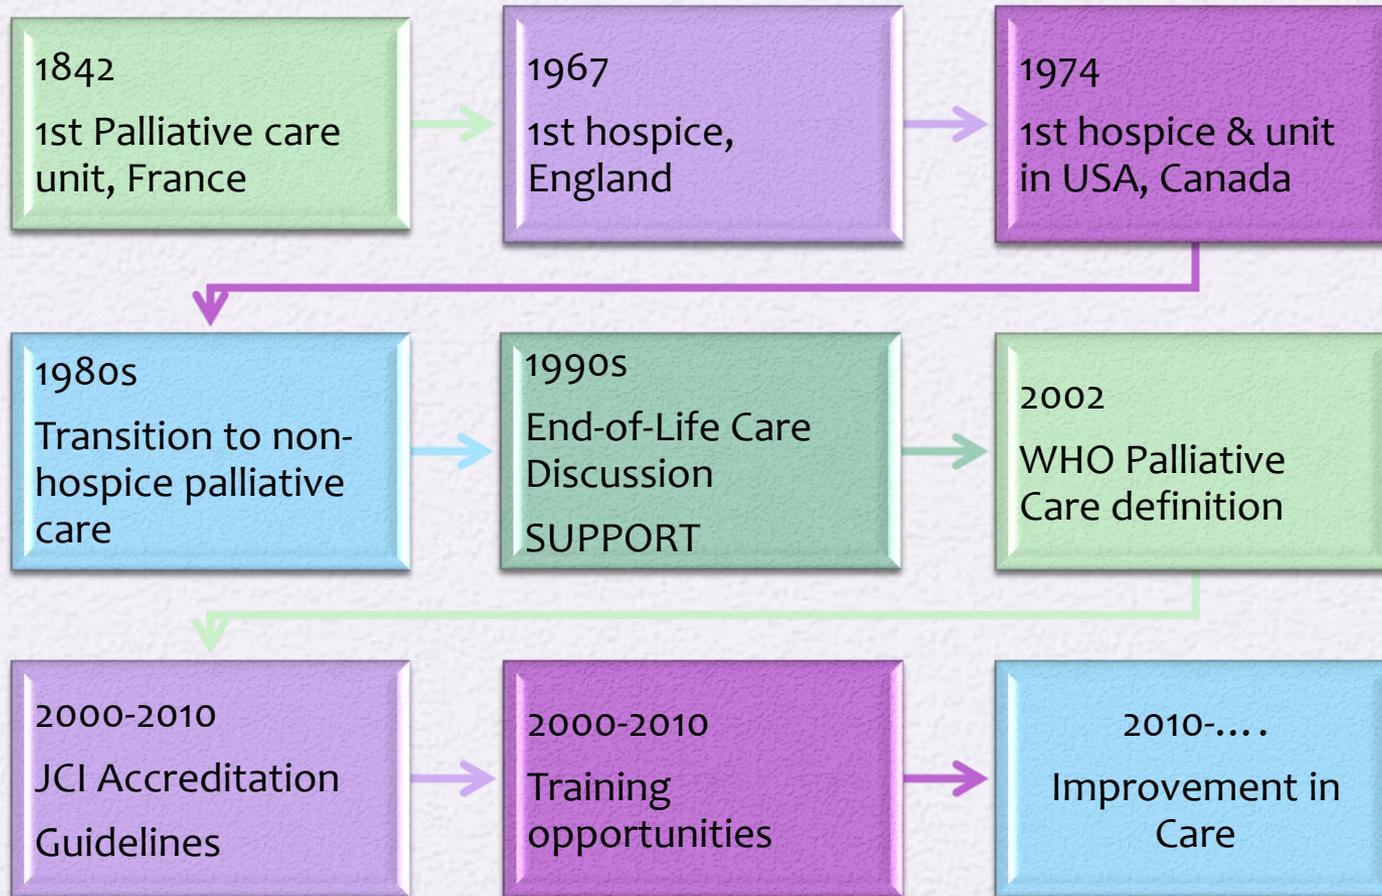 1842
1st Palliative care
unit, France
1967
1st hospice,
England
1974
1st hospice & unit
in USA, Canada
1980s
Transition to non-
hospice palliative
care
1990s
End-of-Life Care
Discussion
SUPPORT
2002
WHO Palliative
Care definition
2000-2010
JCI Accreditation
Guidelines
2000-2010
Training
opportunities
2010-....
Improvement in
Care